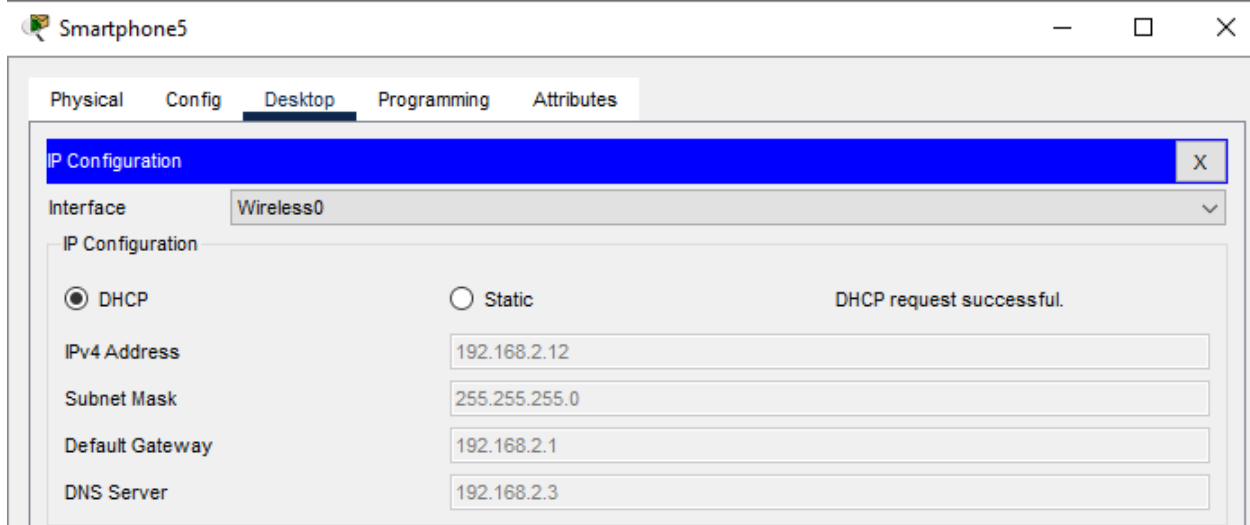 Smartphone5
Physical Config Desktop Programming Attributes
IP Configuration X
Interface Wireless0
IP Configuration
DHCP Static DHCP request successful.
IPv4 Address 192.168.2.12
Subnet Mask 255.255.255.0
Default Gateway 192.168.2.1
DNS Server 192.168.2.3